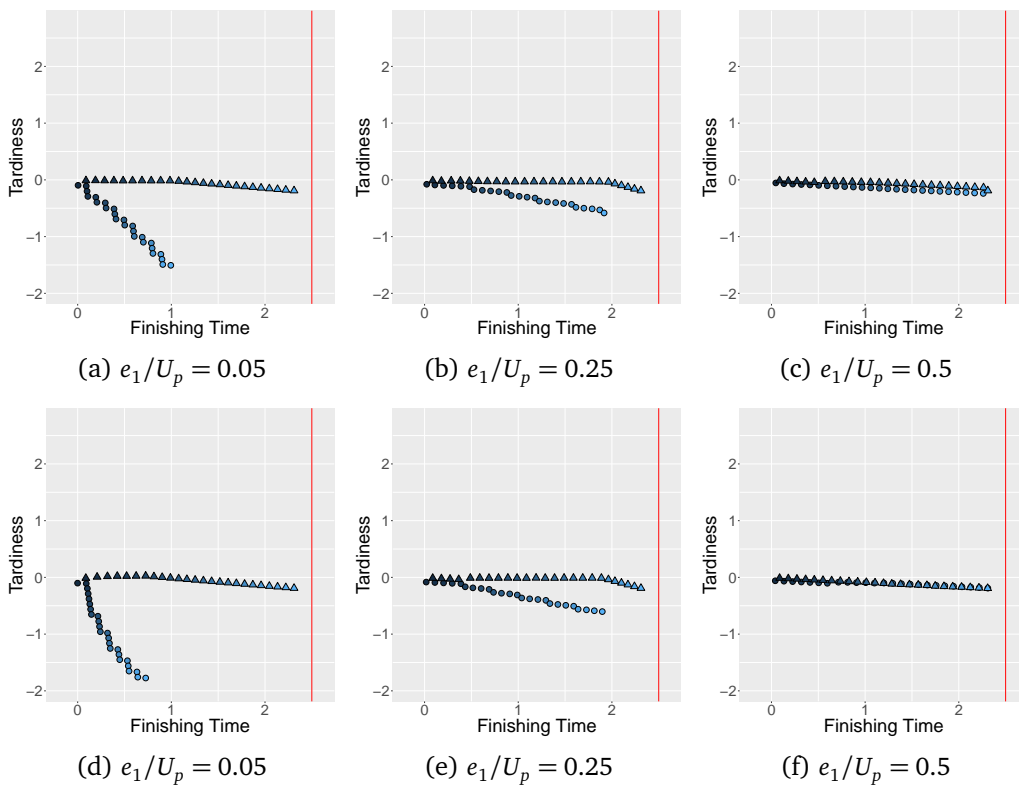 2
1
0
−1
−2
Tardiness
0 1 2
Finishing Time
(a) e₁/Uₚ = 0.05
2
1
0
−1
−2
Tardiness
0 1 2
Finishing Time
(b) e₁/Uₚ = 0.25
2
1
0
−1
−2
Tardiness
0 1 2
Finishing Time
(c) e₁/Uₚ = 0.5
2
1
0
−1
−2
Tardiness
0 1 2
Finishing Time
(d) e₁/Uₚ = 0.05
2
1
0
−1
−2
Tardiness
0 1 2
Finishing Time
(e) e₁/Uₚ = 0.25
2
1
0
−1
−2
Tardiness
0 1 2
Finishing Time
(f) e₁/Uₚ = 0.5